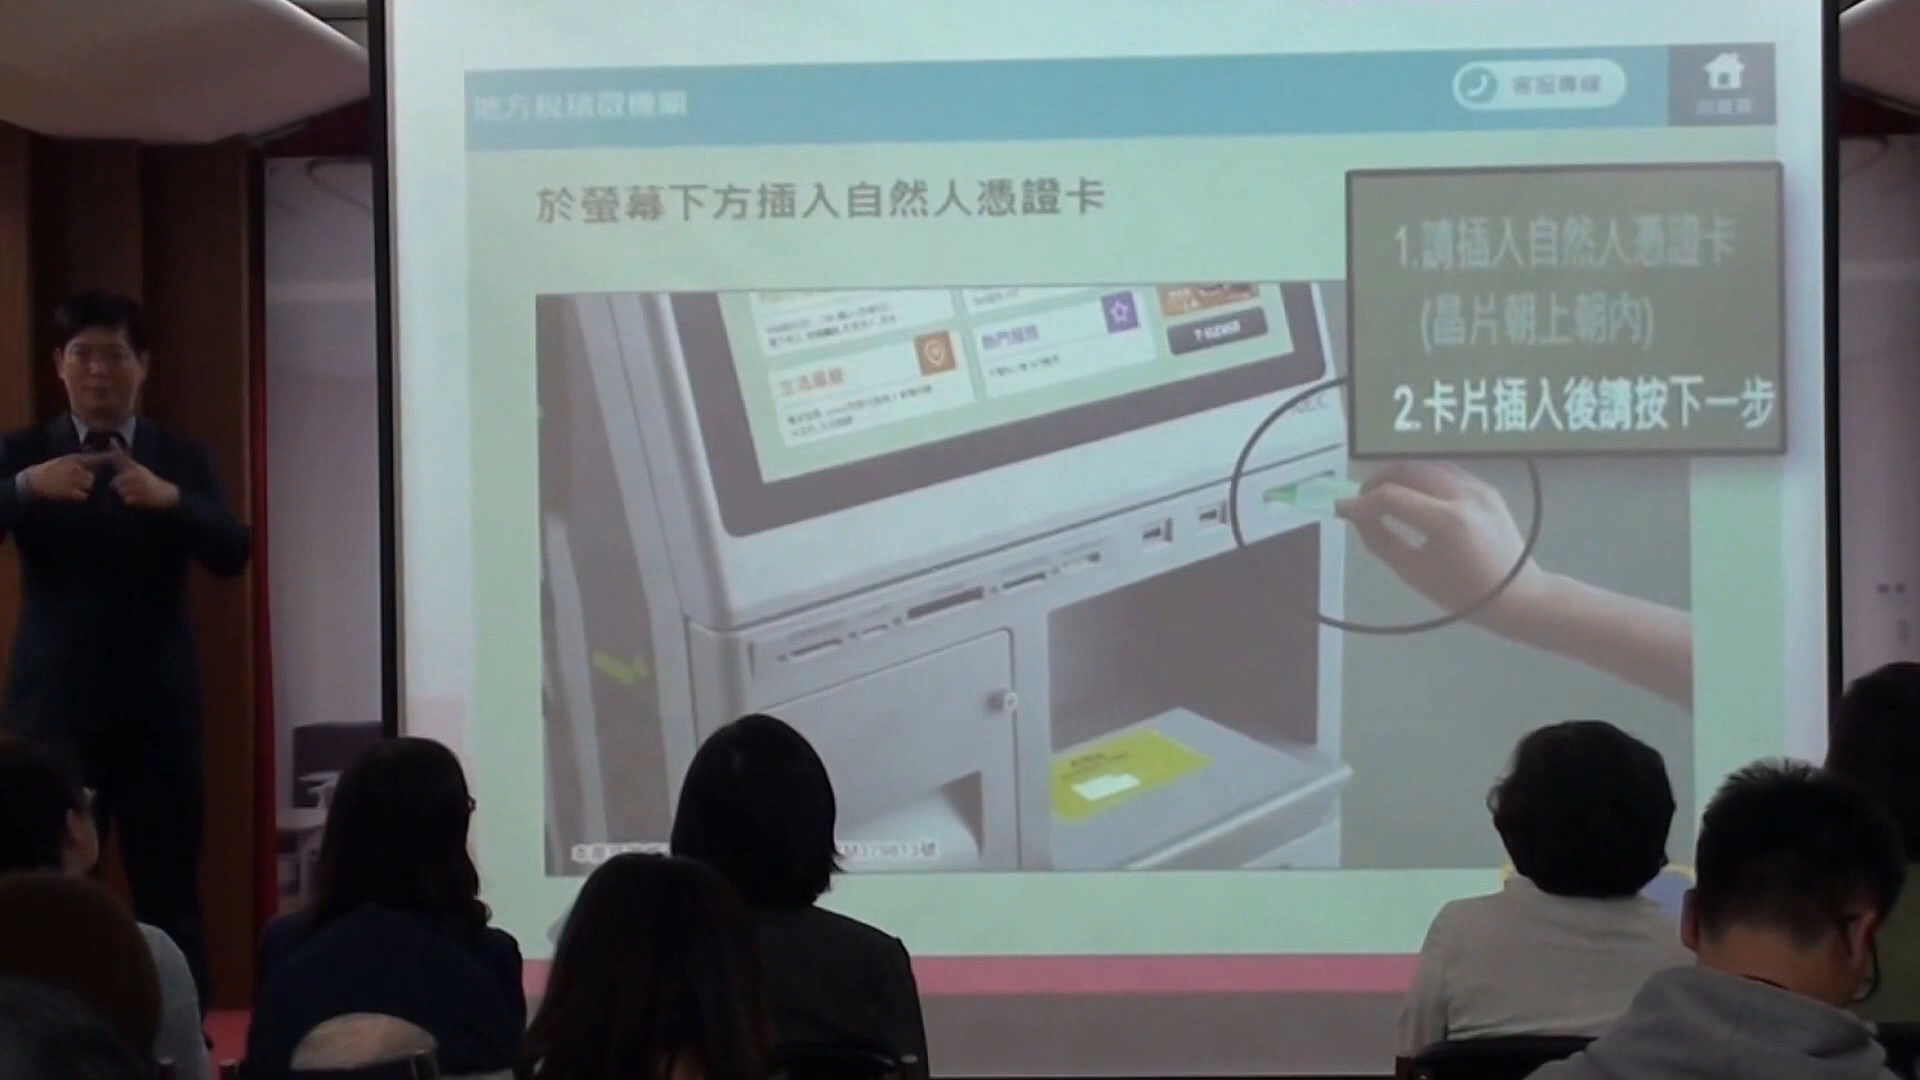 地方稅稽徵機關
客服專線
回首頁
於螢幕下方插入自然人憑證卡
1.請插入自然人憑證卡
(晶片朝上朝內)
2.卡片插入後請按下一步
熱門服務
生活服務
NEC